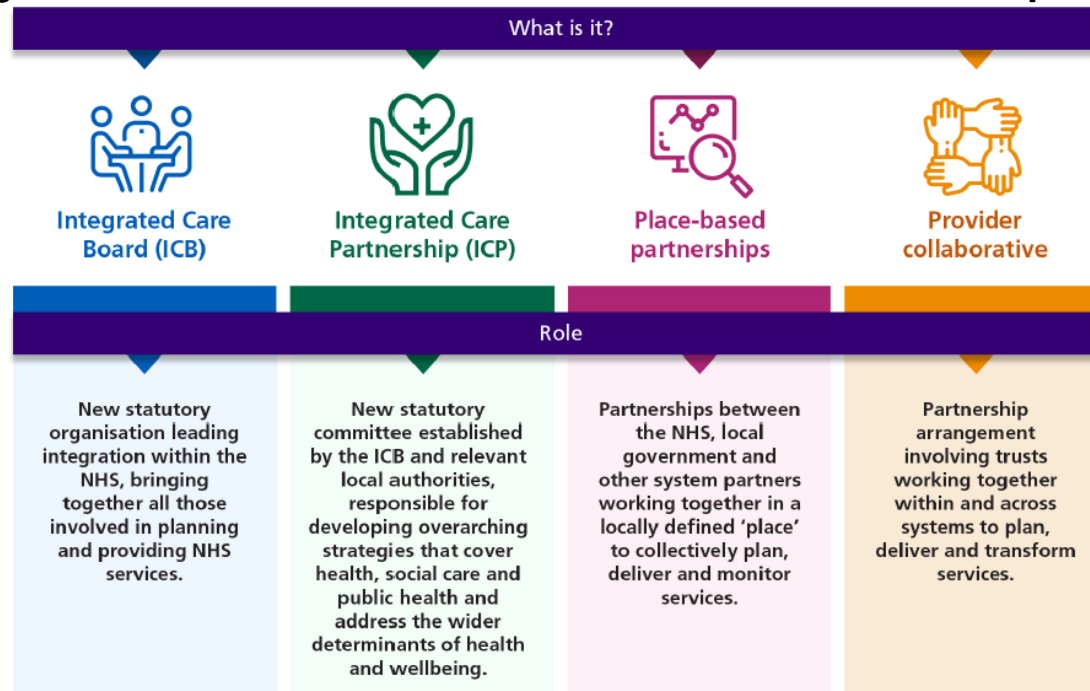 What is it?
Integrated Care
Board (ICB)
Integrated Care
Partnership (ICP)
Place-based
partnerships
Provider
collaborative
Role
New statutory
organisation leading
integration within the
NHS, bringing
together all those
involved in planning
and providing NHS
services.
New statutory
committee established
by the ICB and relevant
local authorities,
responsible for
developing overarching
strategies that cover
health, social care and
public health and
address the wider
determinants of health
and wellbeing.
Partnerships between
the NHS, local
government and
other system partners
working together in a
locally defined ‘place’
to collectively plan,
deliver and monitor
services.
Partnership
arrangement
involving trusts
working together
within and across
systems to plan,
deliver and transform
services.